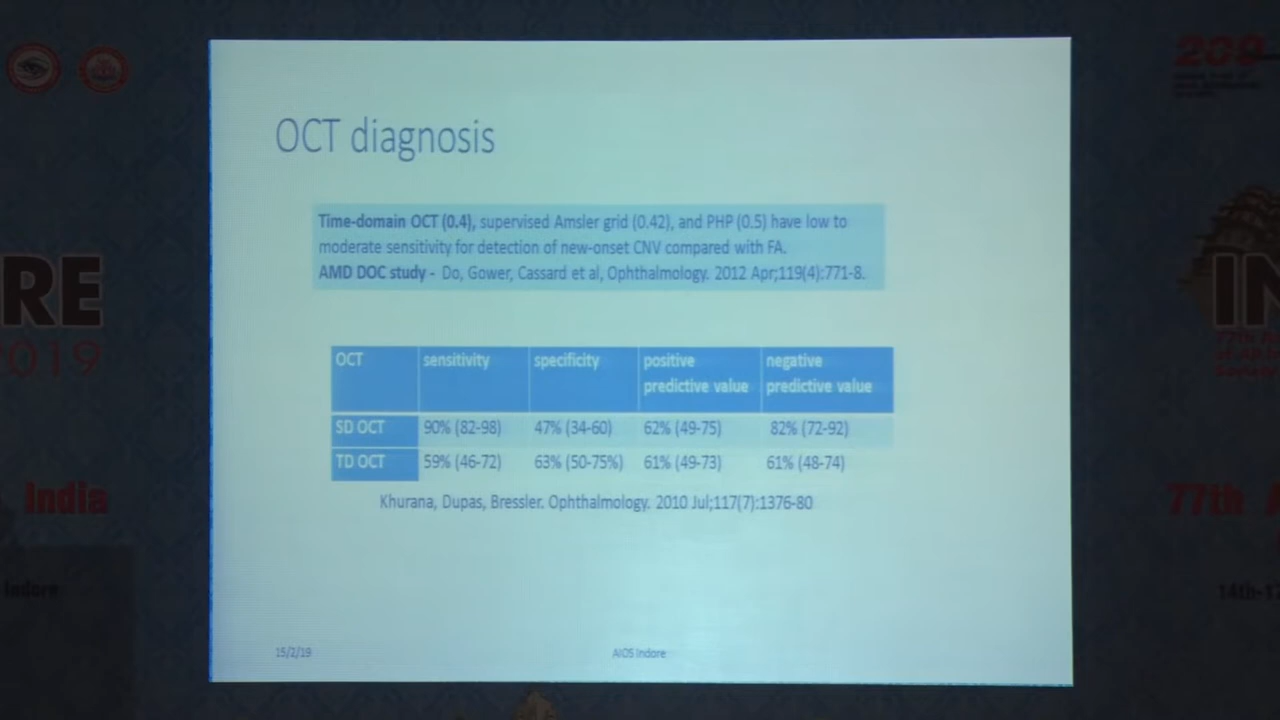 OCT diagnosis
Time-domain OCT (0.4), supervised Amsler grid (0.42), and PHP (0.5) have low to
moderate sensitivity for detection of new-onset CNV compared with FA.
AMD DOC study - Do, Gower, Cassard et al, Ophthalmology. 2012 Apr;119(4):771-8.
OCT sensitivity specificity positive predictive value negative predictive value
SD OCT 90% (82-98) 47% (34-60) 62% (49-75) 82% (72-92)
TD OCT 59% (46-72) 63% (50-75%) 61% (49-73) 61% (48-74)
Khurana, Dupas, Bressler. Ophthalmology. 2010 Jul;117(7):1376-80
15/2/19 AIOS Indore
RE
2019
India
Indore
IN
77th A
14th-1